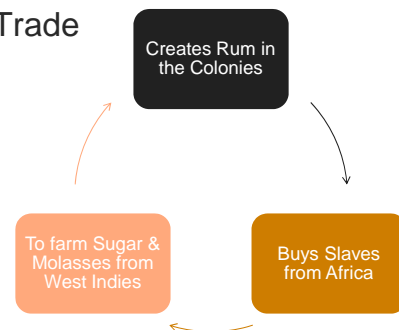 Trade
Creates Rum in
the Colonies
To farm Sugar &
Molasses from
West Indies
Buys Slaves
from Africa